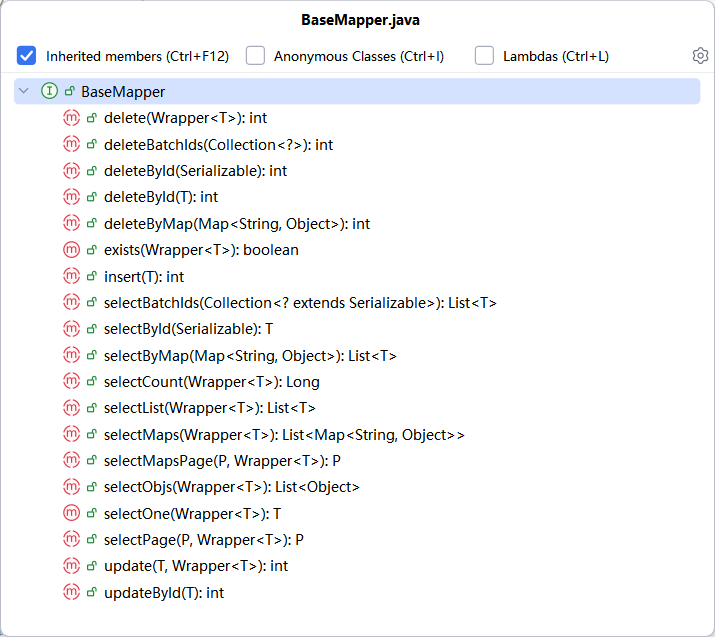 BaseMapper.java
Inherited members (Ctrl+F12) Anonymous Classes (Ctrl+I) Lambdas (Ctrl+L)
I BaseMapper
m delete(Wrapper<T>): int
m deleteBatchIds(Collection<?>): int
m deleteById(Serializable): int
m deleteById(T): int
m deleteByMap(Map<String, Object>): int
m exists(Wrapper<T>): boolean
m insert(T): int
m selectBatchIds(Collection<? extends Serializable>): List<T>
m selectById(Serializable): T
m selectByMap(Map<String, Object>): List<T>
m selectCount(Wrapper<T>): Long
m selectList(Wrapper<T>): List<T>
m selectMaps(Wrapper<T>): List<Map<String, Object>>
m selectMapsPage(P, Wrapper<T>): P
m selectObjs(Wrapper<T>): List<Object>
m selectOne(Wrapper<T>): T
m selectPage(P, Wrapper<T>): P
m update(T, Wrapper<T>): int
m updateById(T): int